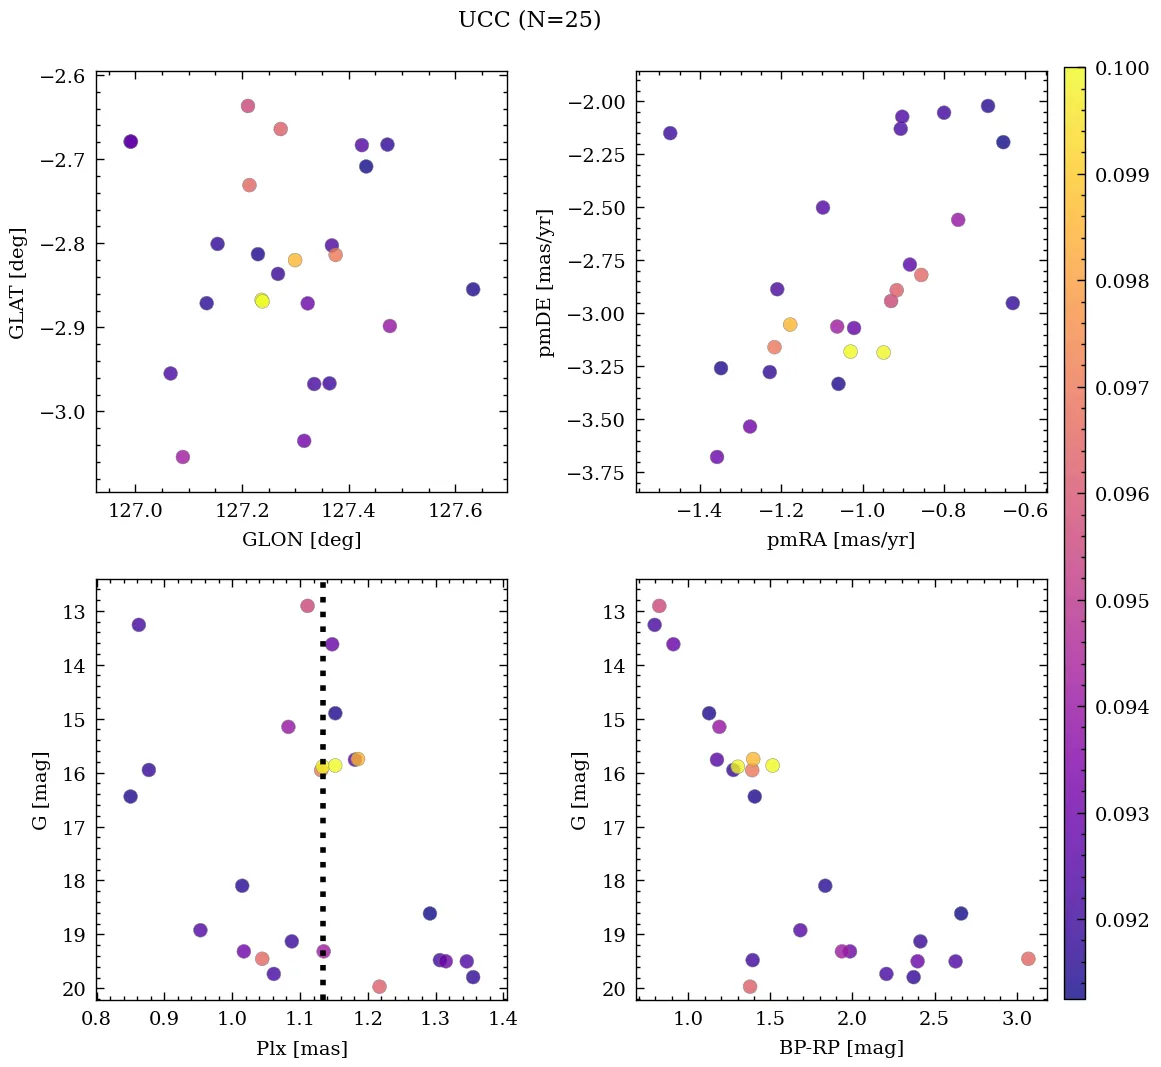 UCC (N=25)
−2.6
−2.7
−2.8
−2.9
−3.0
GLAT [deg]
127.0 127.2 127.4 127.6
GLON [deg]
−2.00
−2.25
−2.50
−2.75
−3.00
−3.25
−3.50
−3.75
pmDE [mas/yr]
−1.4 −1.2 −1.0 −0.8 −0.6
pmRA [mas/yr]
13
14
15
16
17
18
19
20
G [mag]
0.8 0.9 1.0 1.1 1.2 1.3 1.4
Plx [mas]
13
14
15
16
17
18
19
20
G [mag]
1.0 1.5 2.0 2.5 3.0
BP-RP [mag]
0.100
0.099
0.098
0.097
0.096
0.095
0.094
0.093
0.092